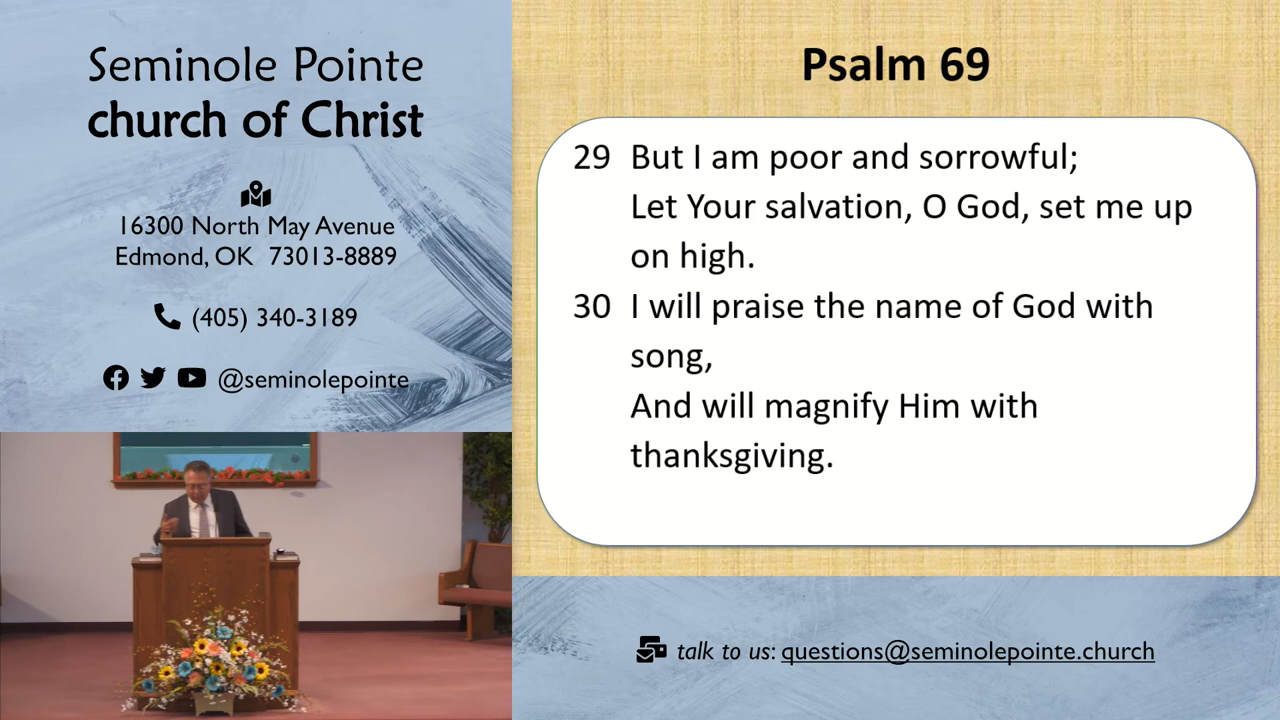 Seminole Pointe
church of Christ
16300 North May Avenue
Edmond, OK 73013-8889
(405) 340-3189
@seminolepointe
Psalm 69
29 But I am poor and sorrowful;
Let Your salvation, O God, set me up
on high.
30 I will praise the name of God with
song,
And will magnify Him with
thanksgiving.
talk to us: questions@seminolepointe.church